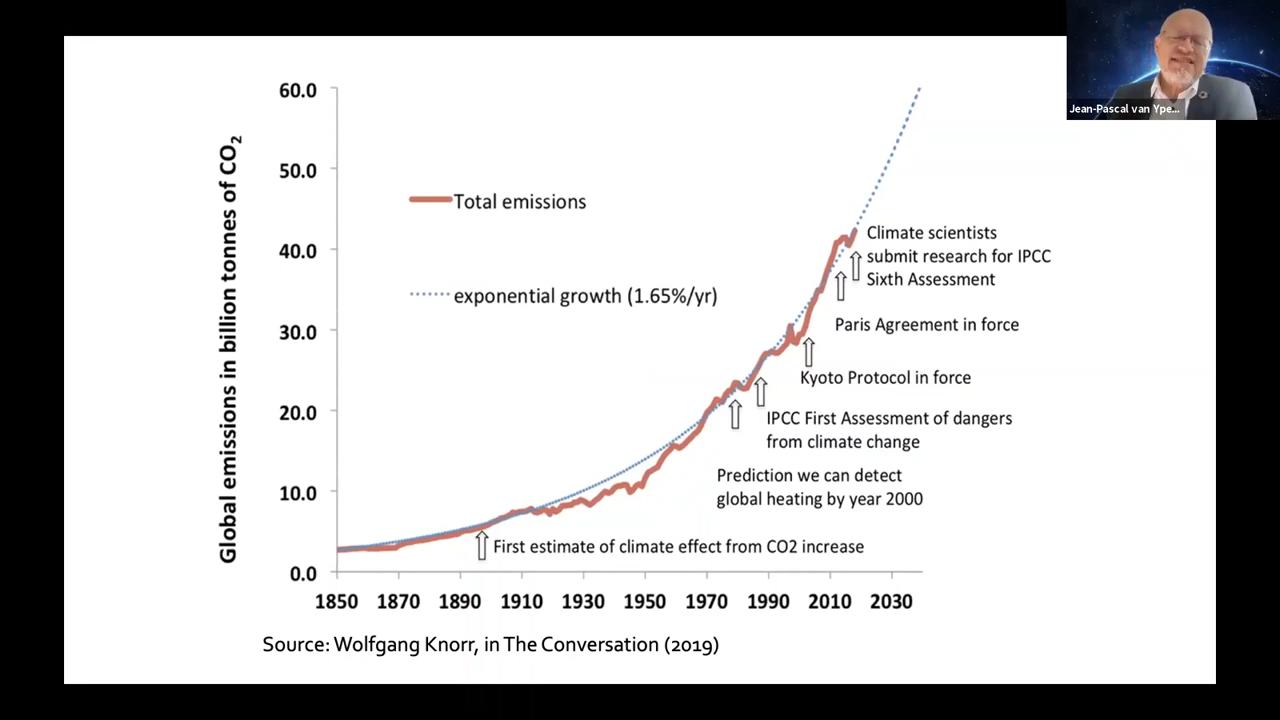 Jean-Pascal van Ype...
60.0
50.0
40.0
30.0
20.0
10.0
0.0
Global emissions in billion tonnes of CO2
Total emissions
exponential growth (1.65%/yr)
Climate scientists
submit research for IPCC
Sixth Assessment
Paris Agreement in force
Kyoto Protocol in force
IPCC First Assessment of dangers
from climate change
Prediction we can detect
global heating by year 2000
First estimate of climate effect from CO2 increase
1850 1870 1890 1910 1930 1950 1970 1990 2010 2030
Source: Wolfgang Knorr, in The Conversation (2019)